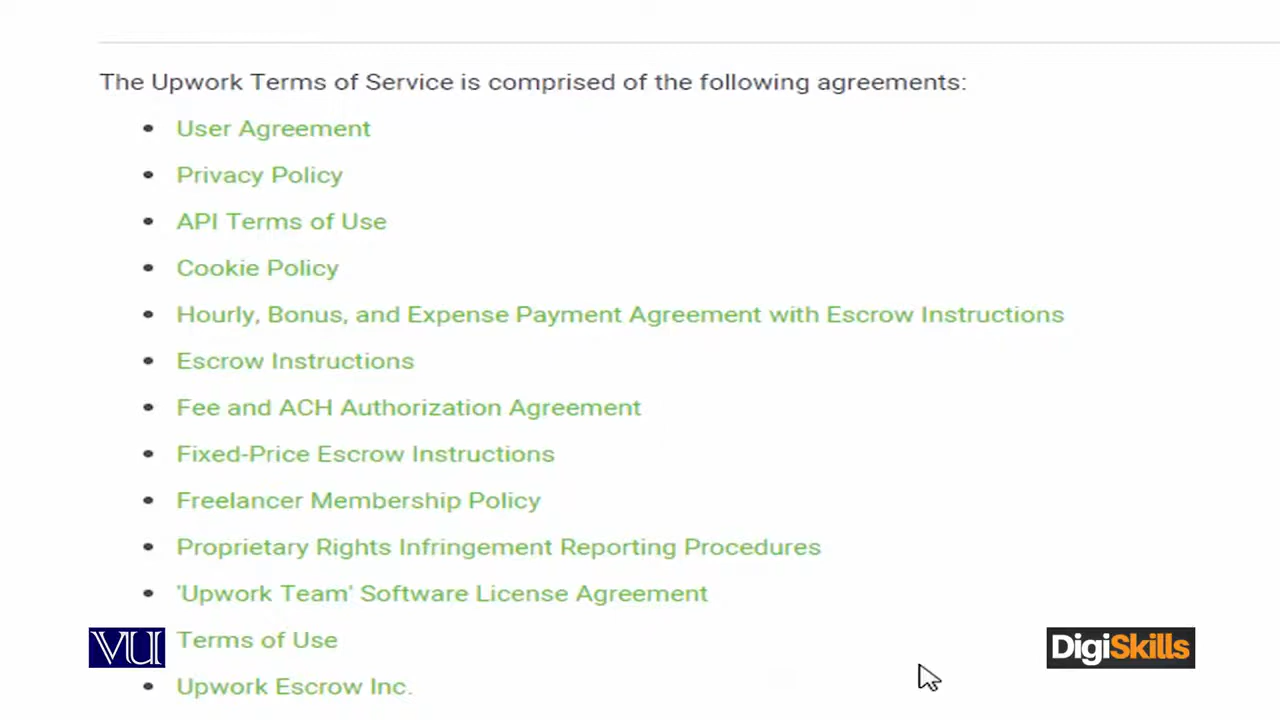 The Upwork Terms of Service is comprised of the following agreements:
User Agreement
Privacy Policy
API Terms of Use
Cookie Policy
Hourly, Bonus, and Expense Payment Agreement with Escrow Instructions
Escrow Instructions
Fee and ACH Authorization Agreement
Fixed-Price Escrow Instructions
Freelancer Membership Policy
Proprietary Rights Infringement Reporting Procedures
'Upwork Team' Software License Agreement
Terms of Use
Upwork Escrow Inc.
VU
DigiSkills